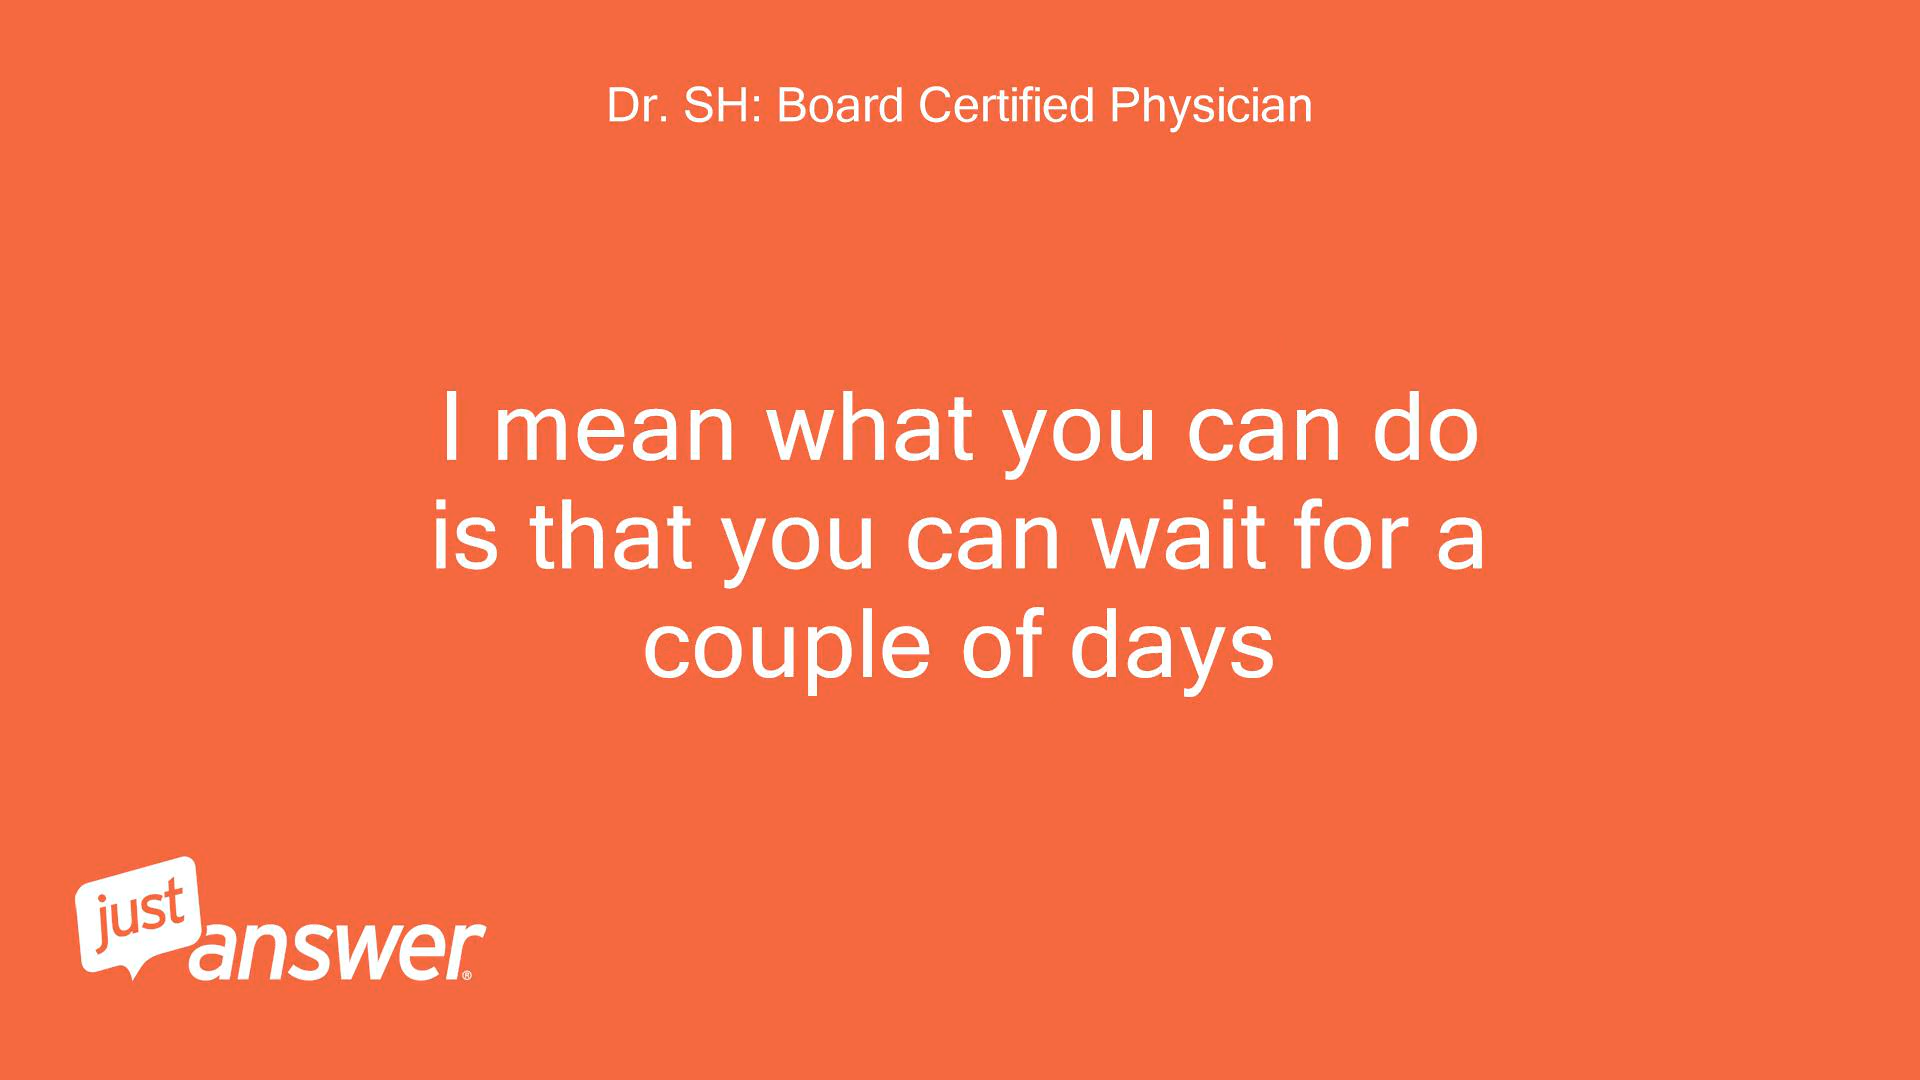 Dr. SH: Board Certified Physician
I mean what you can do
is that you can wait for a
couple of days
just
answer®